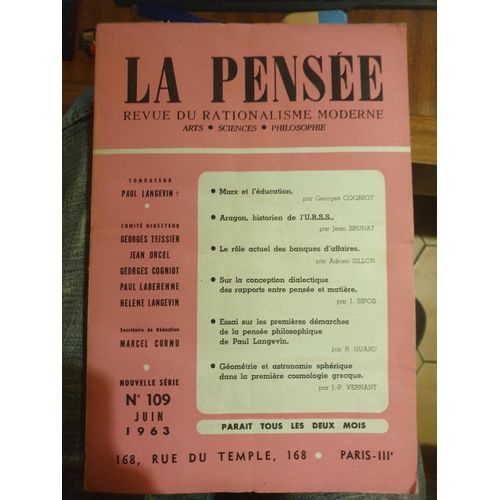 LA PENSÉE
REVUE DU RATIONALISME MODERNE
ARTS • SCIENCES • PHILOSOPHIE
FONDATEUR
PAUL LANGEVIN †
COMITÉ DIRECTEUR
GEORGES TEISSIER
JEAN ORCEL
GEORGES COGNIOT
PAUL LABERENNE
HELENE LANGEVIN
Secrétaire de Rédaction
MARCEL CORNU
NOUVELLE SÉRIE
N° 109
JUIN
1963
• Marx et l'éducation,
par Georges COGNIOT
• Aragon, historien de l'U.R.S.S.,
par Jean BRUHAT
• Le rôle actuel des banques d'affaires,
par Adrien SILLON
• Sur la conception dialectique
des rapports entre pensée et matière,
par J. SIPOS
• Essai sur les premières démarches
de la pensée philosophique
de Paul Langevin,
par R. HUARD
• Géométrie et astronomie sphérique
dans la première cosmologie grecque,
par J.-P. VERNANT
PARAIT TOUS LES DEUX MOIS
168, RUE DU TEMPLE, 168 • PARIS-IIIe